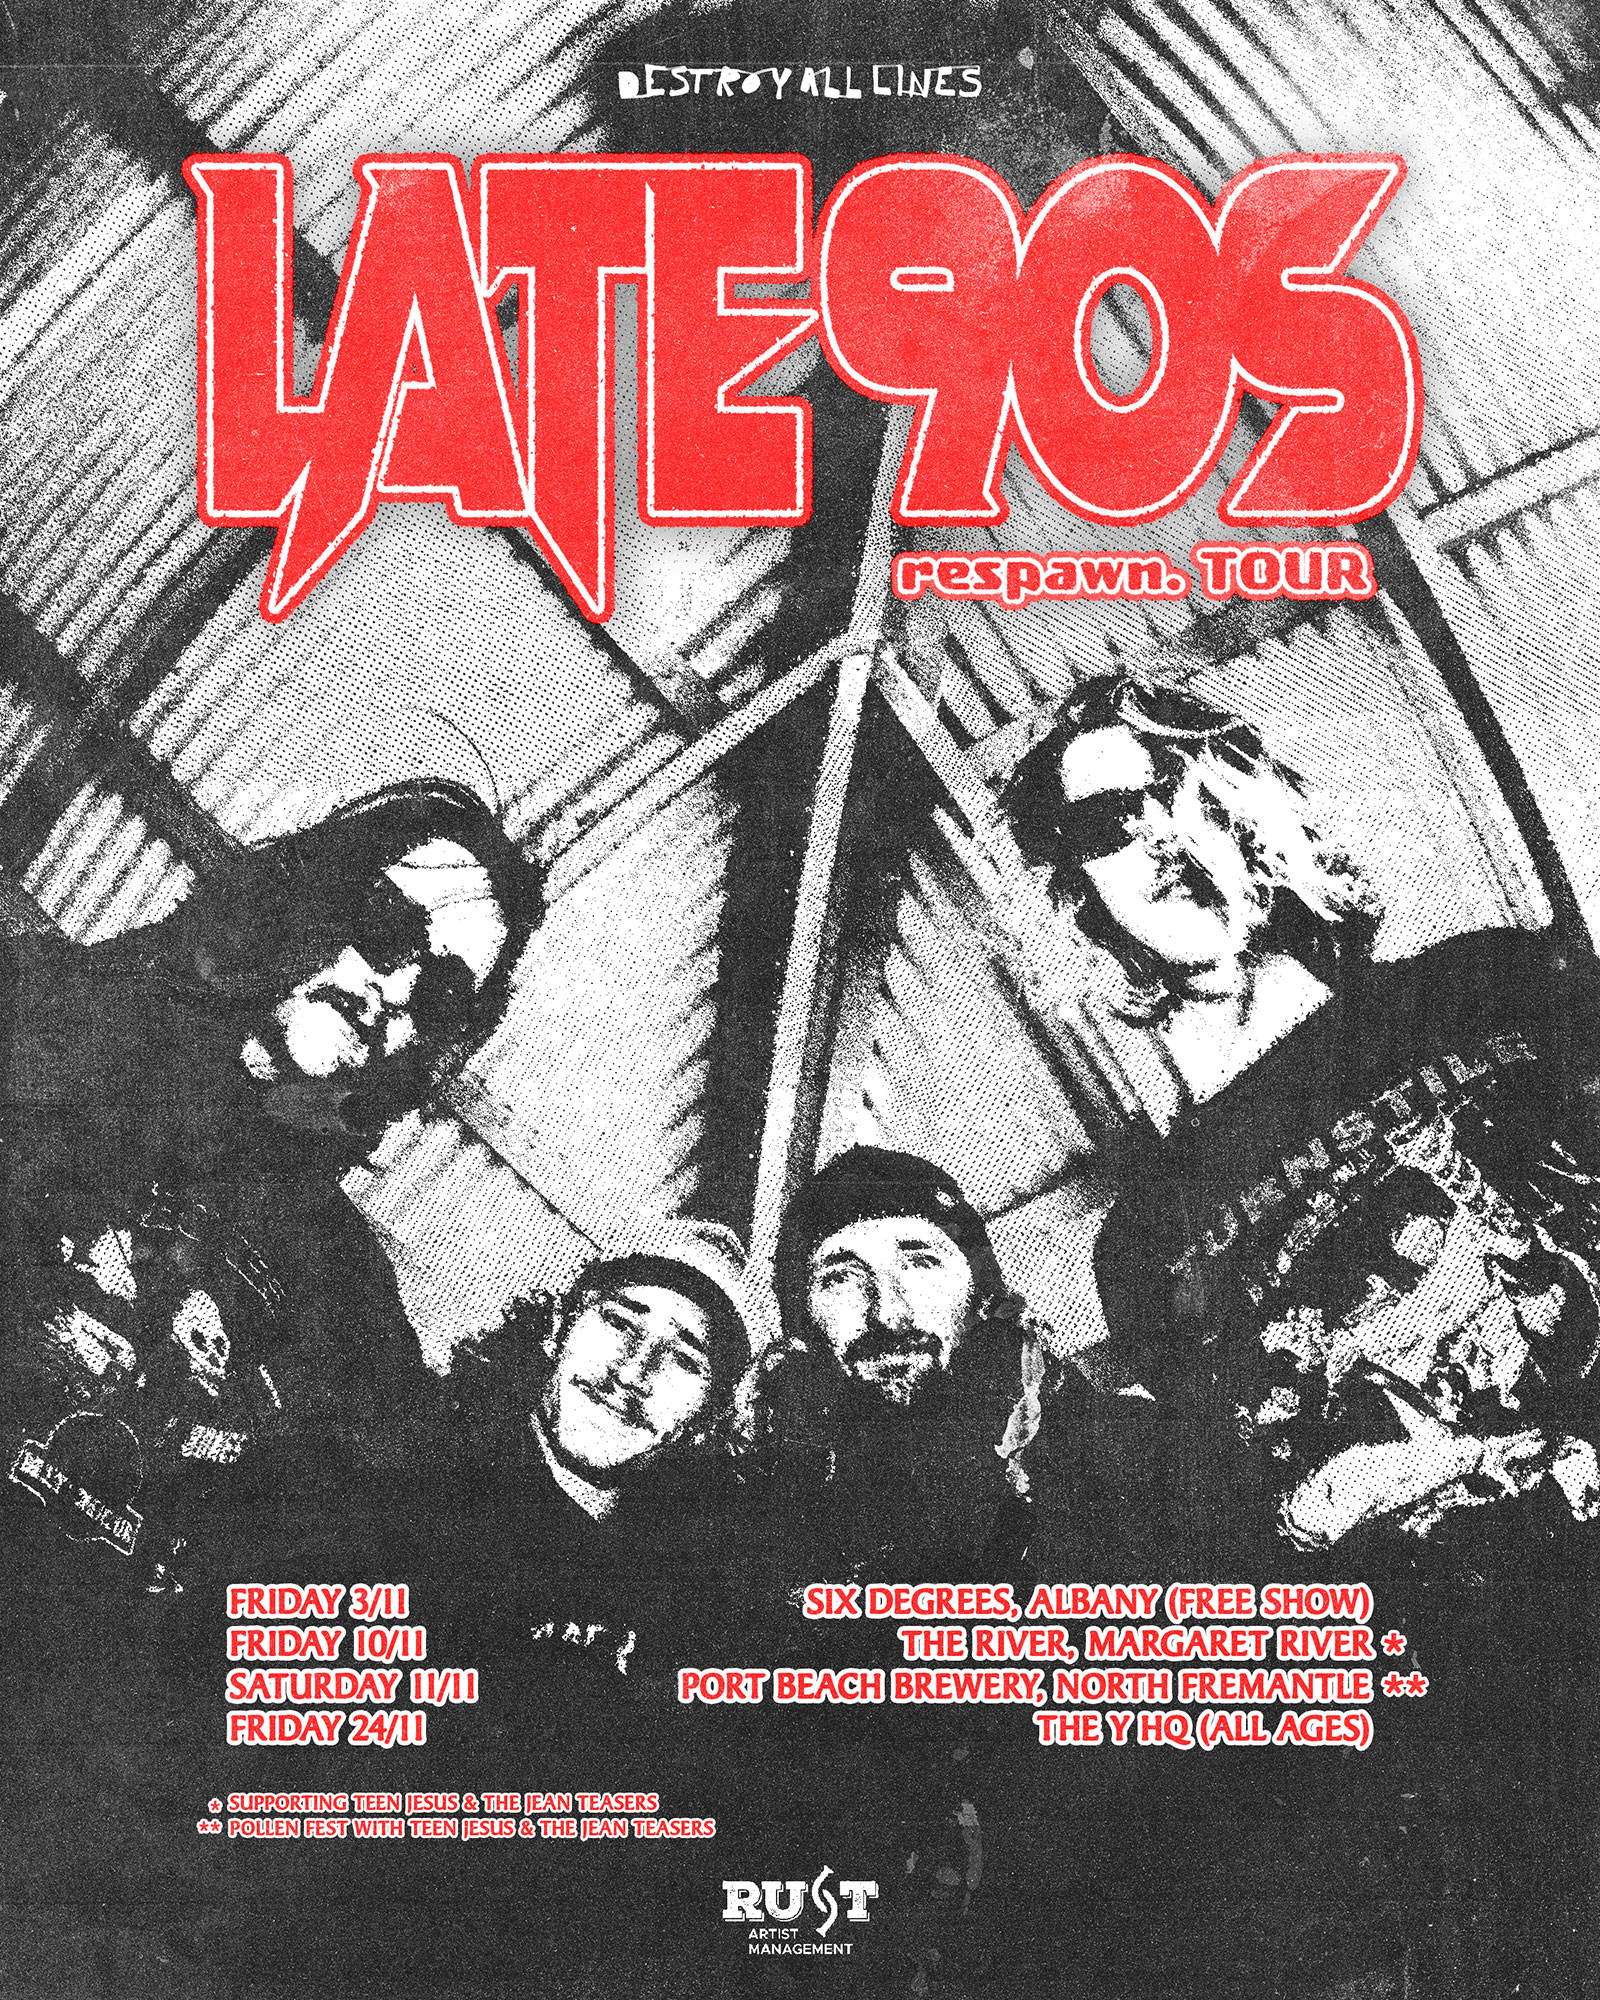 DESTROY ALL LINES
LATE 90S
respawn. TOUR
TURNSTILE
FRIDAY 3/11 SIX DEGREES, ALBANY (FREE SHOW)
FRIDAY 10/11 THE RIVER, MARGARET RIVER *
SATURDAY 11/11 PORT BEACH BREWERY, NORTH FREMANTLE **
FRIDAY 24/11 THE Y HQ (ALL AGES)
* SUPPORTING TEEN JESUS & THE JEAN TEASERS
** POLLEN FEST WITH TEEN JESUS & THE JEAN TEASERS
RUST
ARTIST
MANAGEMENT